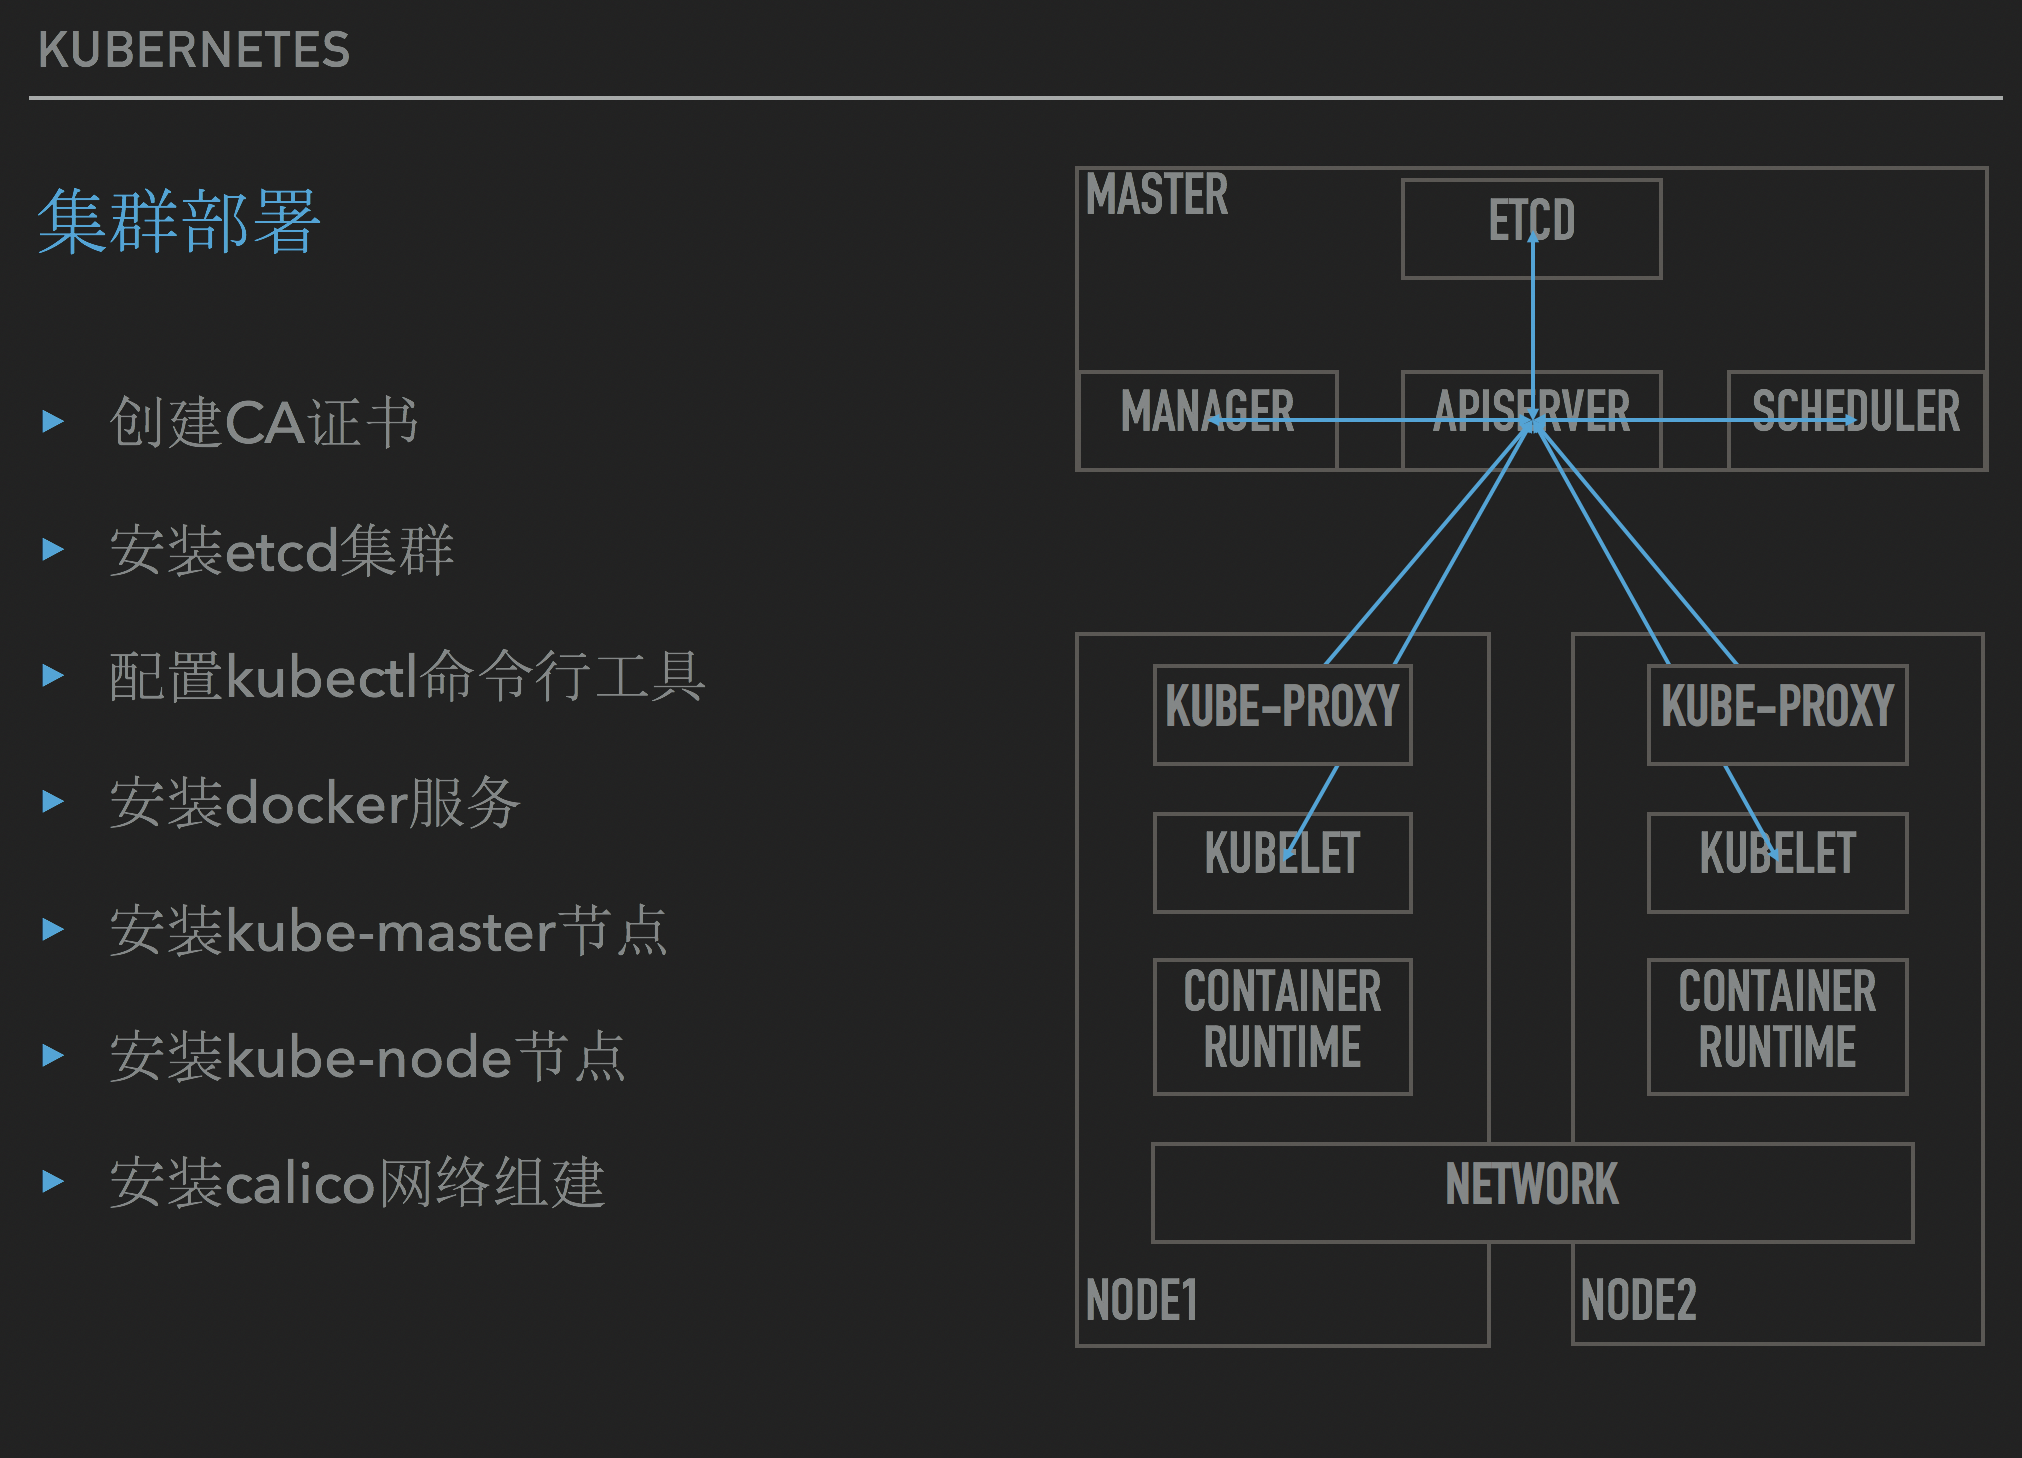 KUBERNETES
集群部署
创建CA证书
安装etcd集群
配置kubectl命令行工具
安装docker服务
安装kube-master节点
安装kube-node节点
安装calico网络组建
MASTER
ETCD
MANAGER
APISERVER
SCHEDULER
KUBE-PROXY
KUBELET
CONTAINER
RUNTIME
KUBE-PROXY
KUBELET
CONTAINER
RUNTIME
NETWORK
NODE1
NODE2